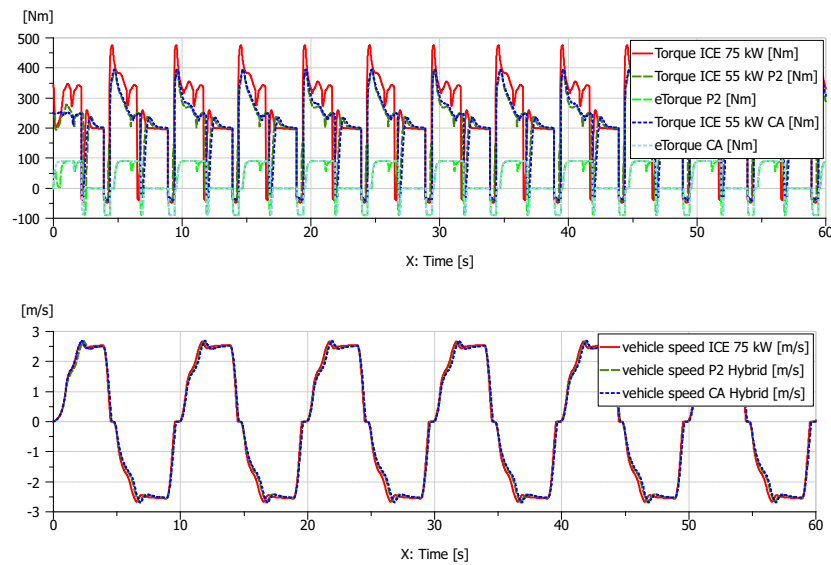 [Nm]
500
400
300
200
100
0
-100
Torque ICE 75 kW [Nm]
Torque ICE 55 kW P2 [Nm]
eTorque P2 [Nm]
Torque ICE 55 kW CA [Nm]
eTorque CA [Nm]
0 10 20 30 40 50 60
X: Time [s]
[m/s]
3
2
1
0
-1
-2
-3
vehicle speed ICE 75 kW [m/s]
vehicle speed P2 Hybrid [m/s]
vehicle speed CA Hybrid [m/s]
0 10 20 30 40 50 60
X: Time [s]